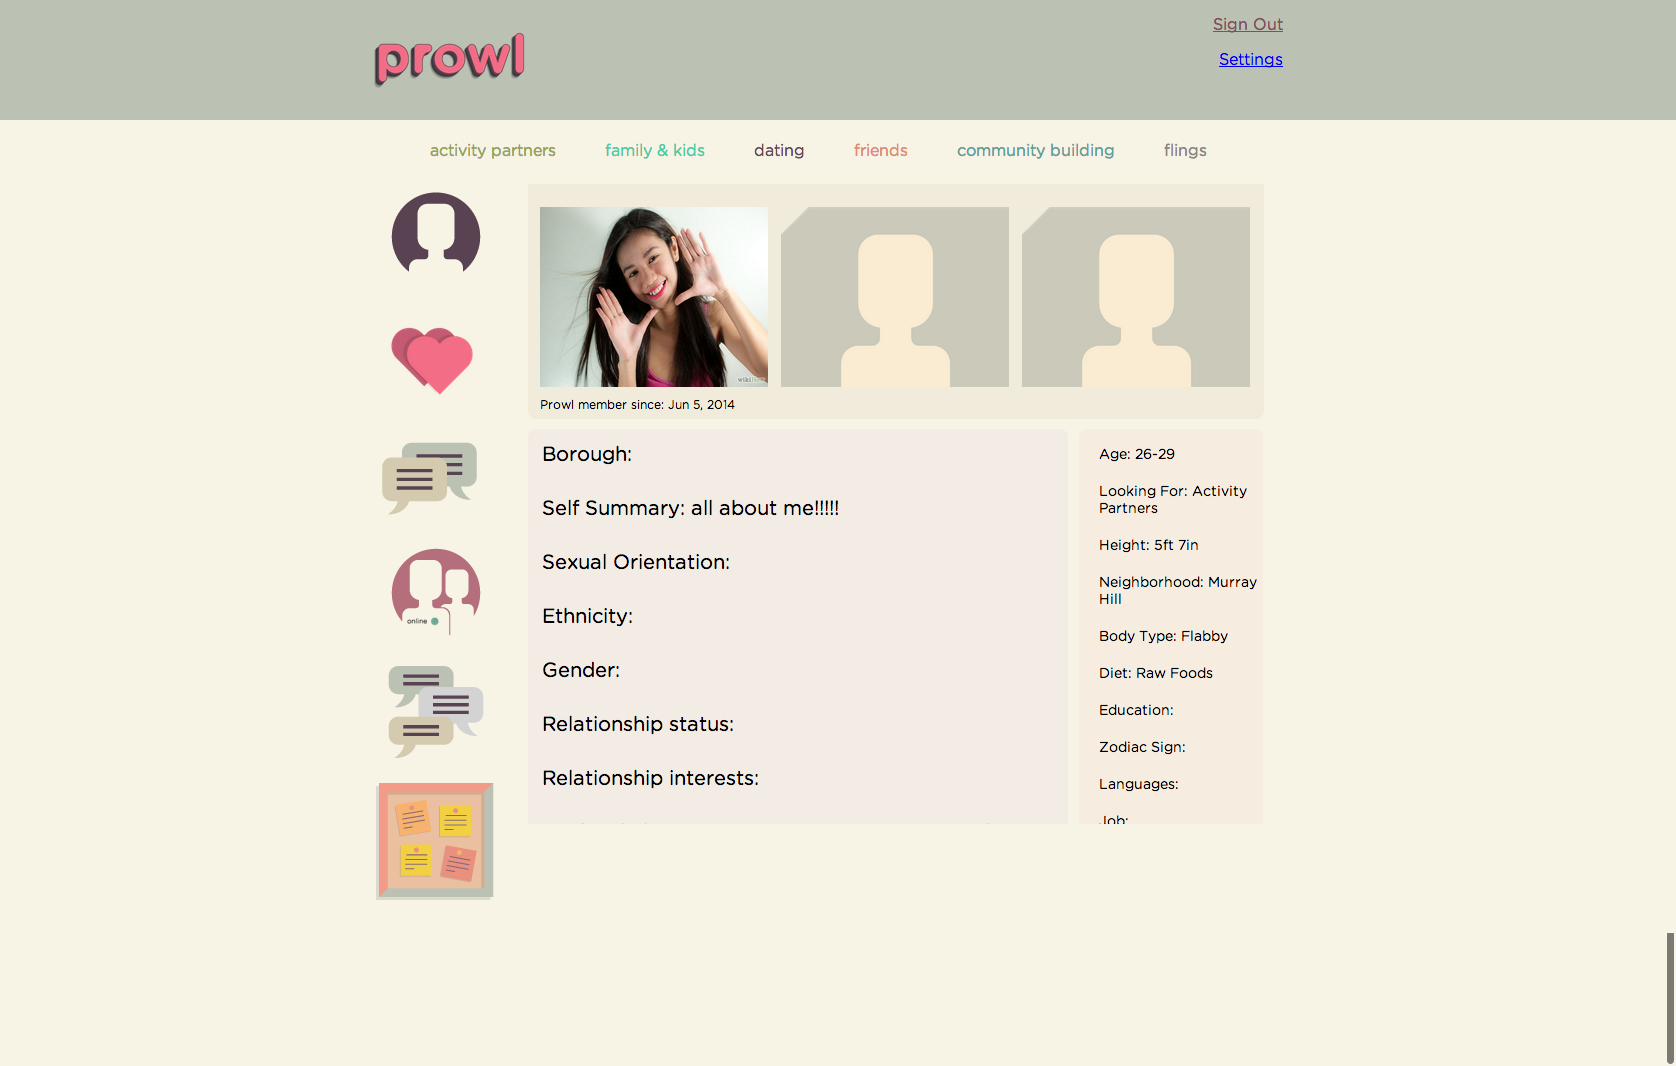 prowl
Sign Out
Settings
activity partners family & kids dating friends community building flings
wiki
Prowl member since: Jun 5, 2014
Borough:
Self Summary: all about me!!!!!
Sexual Orientation:
Ethnicity:
Gender:
Relationship status:
Relationship interests:
Age: 26-29
Looking For: Activity
Partners
Height: 5ft 7in
Neighborhood: Murray
Hill
Body Type: Flabby
Diet: Raw Foods
Education:
Zodiac Sign:
Languages:
Job:
online